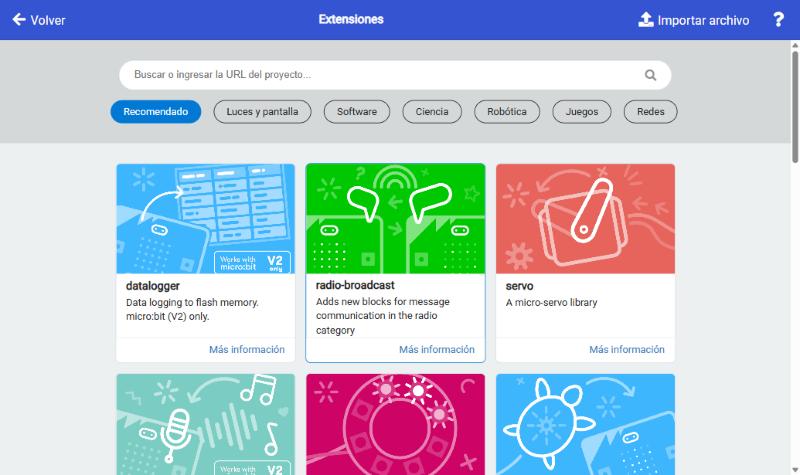 Volver
Extensiones
Importar archivo
?
Buscar o ingresar la URL del proyecto...
Recomendado
Luces y pantalla
Software
Ciencia
Robótica
Juegos
Redes
Works with
micro:bit
V2
only
datalogger
Data logging to flash memory.
micro:bit (V2) only.
Más información
radio-broadcast
Adds new blocks for message
communication in the radio
category
Más información
servo
A micro-servo library
Más información
Works with
V2